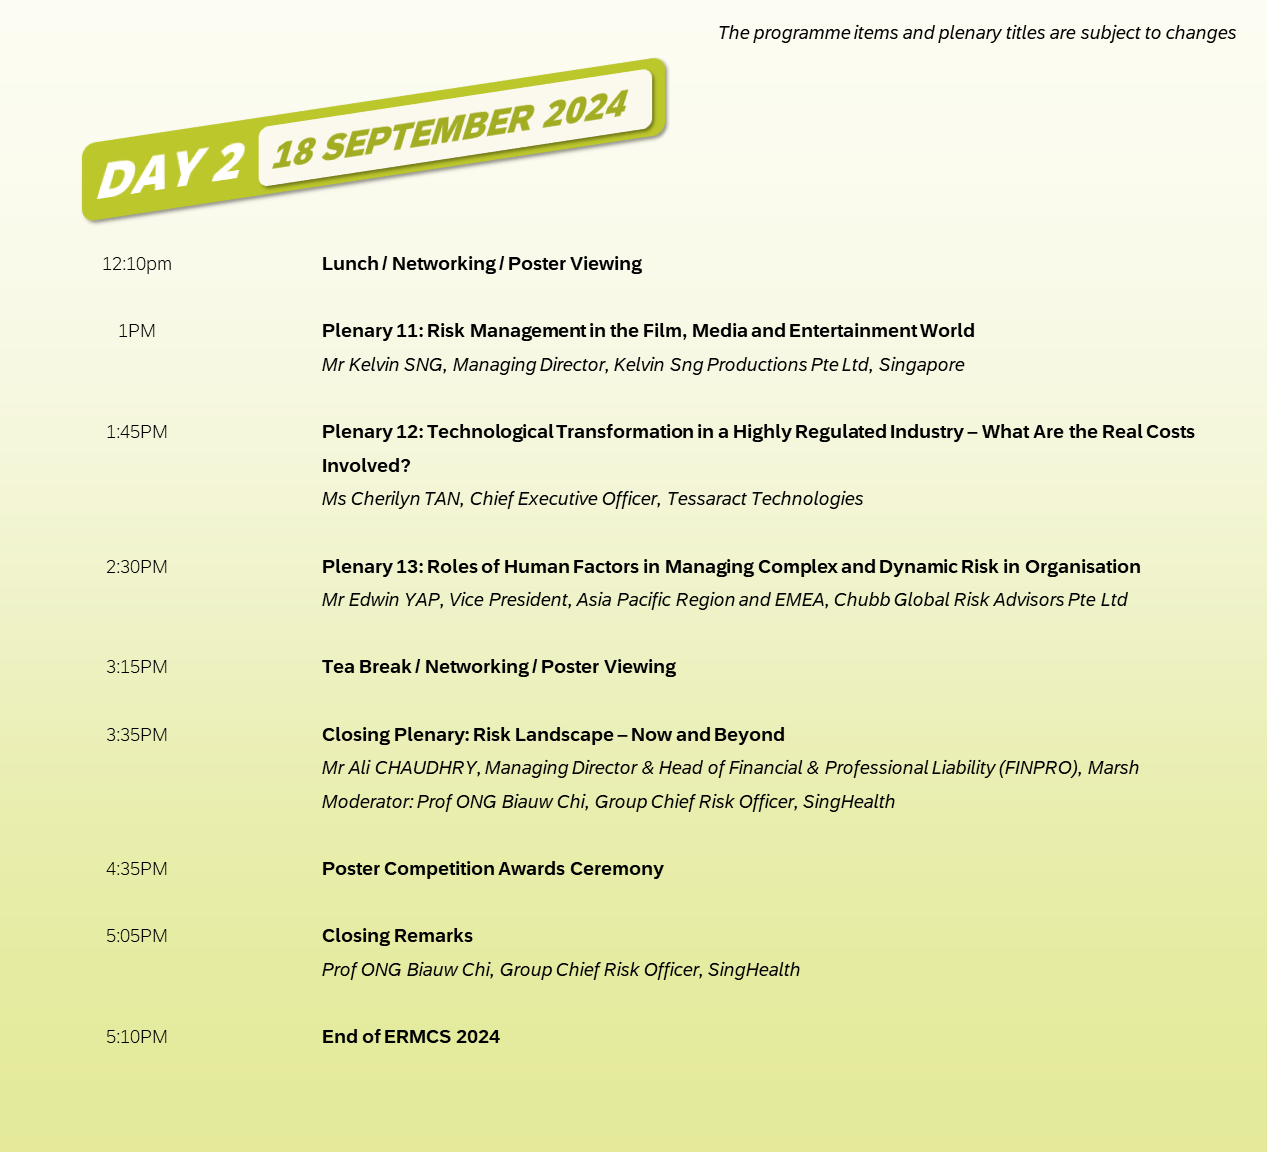 The programme items and plenary titles are subject to changes
DAY 2 18 SEPTEMBER 2024
12:10pm Lunch / Networking / Poster Viewing
1PM Plenary 11: Risk Management in the Film, Media and Entertainment World
Mr Kelvin SNG, Managing Director, Kelvin Sng Productions Pte Ltd, Singapore
1:45PM Plenary 12: Technological Transformation in a Highly Regulated Industry – What Are the Real Costs
Involved?
Ms Cherilyn TAN, Chief Executive Officer, Tessaract Technologies
2:30PM Plenary 13: Roles of Human Factors in Managing Complex and Dynamic Risk in Organisation
Mr Edwin YAP, Vice President, Asia Pacific Region and EMEA, Chubb Global Risk Advisors Pte Ltd
3:15PM Tea Break / Networking / Poster Viewing
3:35PM Closing Plenary: Risk Landscape – Now and Beyond
Mr Ali CHAUDHRY, Managing Director & Head of Financial & Professional Liability (FINPRO), Marsh
Moderator: Prof ONG Biauw Chi, Group Chief Risk Officer, SingHealth
4:35PM Poster Competition Awards Ceremony
5:05PM Closing Remarks
Prof ONG Biauw Chi, Group Chief Risk Officer, SingHealth
5:10PM End of ERMCS 2024